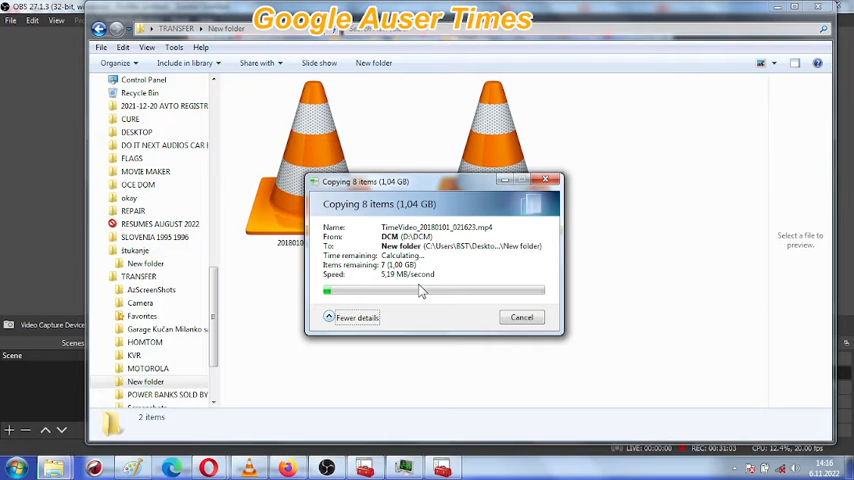 OBS 27.1.3 (32-bit, w
Google Auser Times
TRANSFER
New folder
File
Edit
View
File
Edit
View
Tools
Help
Organize
Include in library
Share with
Slide show
New folder
Control Panel
Recycle Bin
2021-12-20 AVTO REGISTR
CURE
DESKTOP
DO IT NEXT AUDIOS CAR
FLAGS
MOVIE MAKER
OCE DOM
okay
REPAIR
RESUMES AUGUST 2022
SLOVENIA 1995 1996
štukanje
New folder
TRANSFER
AzScreenShots
Camera
Favorites
Garage Kučan Milanko
HOMTOM
KVR
MOTOROLA
New folder
POWER BANKS SOLD BY
201801
Copying 8 items (1,04 GB)
Copying 8 items (1,04 GB)
Name: TimeVideo_20180101_021623.mp4
From: DCM (D:\DCM)
To: New folder (C:\Users\BST\Deskto...\New folder)
Time remaining: Calculating...
Items remaining: 7 (1,00 GB)
Speed: 5,19 MB/second
Fewer details
Cancel
Select a file to
preview.
2 items
Video Capture Device
Scenes
Scene
LIVE: 00:00:00
REC: 00:31:03
CPU: 12.4%, 20.00 fps
14:16
6.11.2022